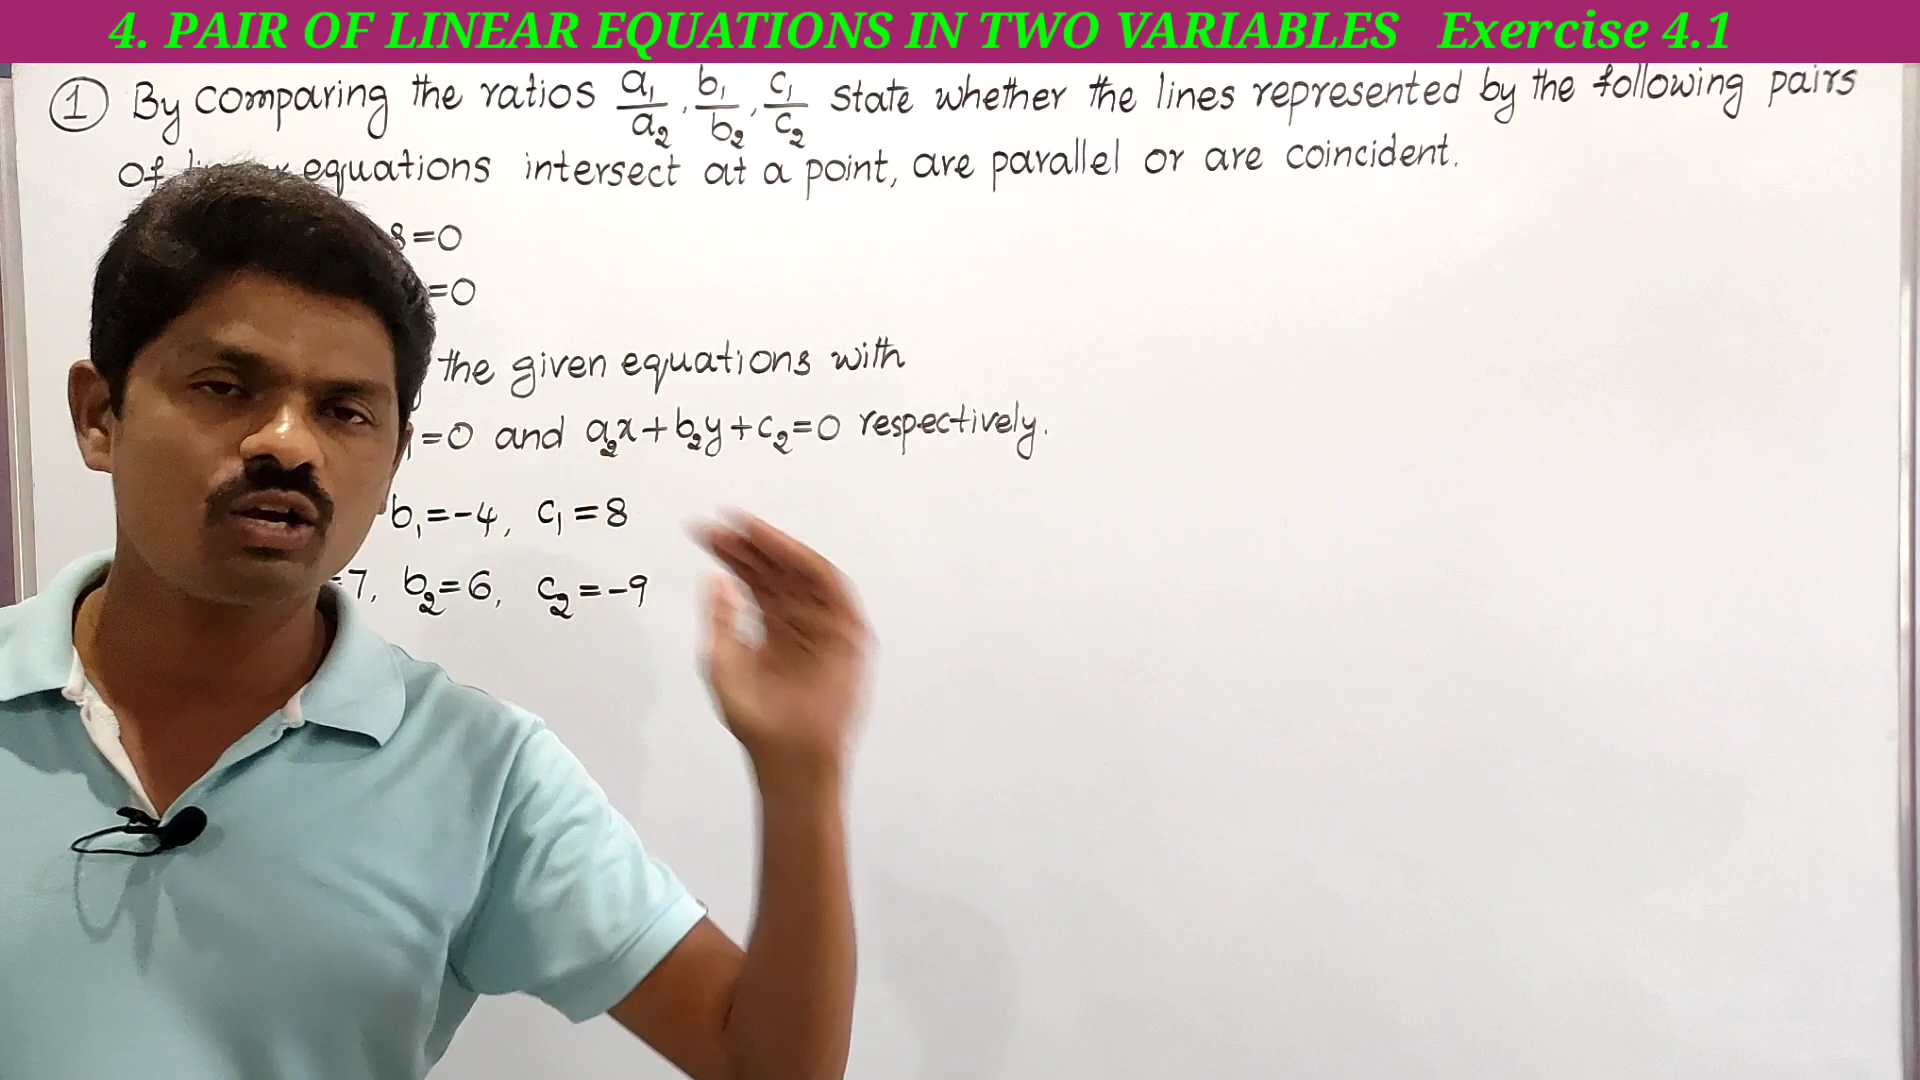 4. PAIR OF LINEAR EQUATIONS IN TWO VARIABLES Exercise 4.1
① By comparing the ratios a₁/a₂, b₁/b₂, c₁/c₂ state whether the lines represented by the following pairs
of equations intersect at a point, are parallel or are coincident.
8=0
=0
the given equations with
=0 and a₂x+b₂y+c₂=0 respectively.
b₁=-4, c₁=8
=7, b₂=6, c₂=-9